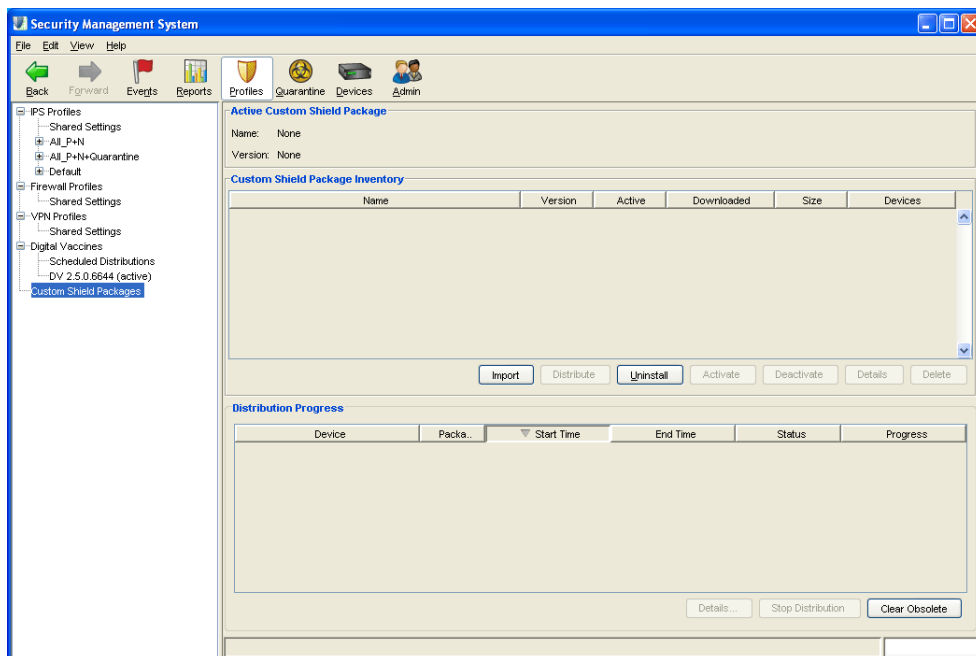 Security Management System
File Edit View Help
Back Forward Events Reports Profiles Quarantine Devices Admin
IPS Profiles
Shared Settings
All_P+N
All_P+N+Quarantine
Default
Firewall Profiles
Shared Settings
VPN Profiles
Shared Settings
Digital Vaccines
Scheduled Distributions
DV 2.5.0.6644 (active)
Custom Shield Packages
Active Custom Shield Package
Name: None
Version: None
Custom Shield Package Inventory
Name Version Active Downloaded Size Devices
Import Distribute Uninstall Activate Deactivate Details Delete
Distribution Progress
Device Packa.. Start Time End Time Status Progress
Details... Stop Distribution Clear Obsolete